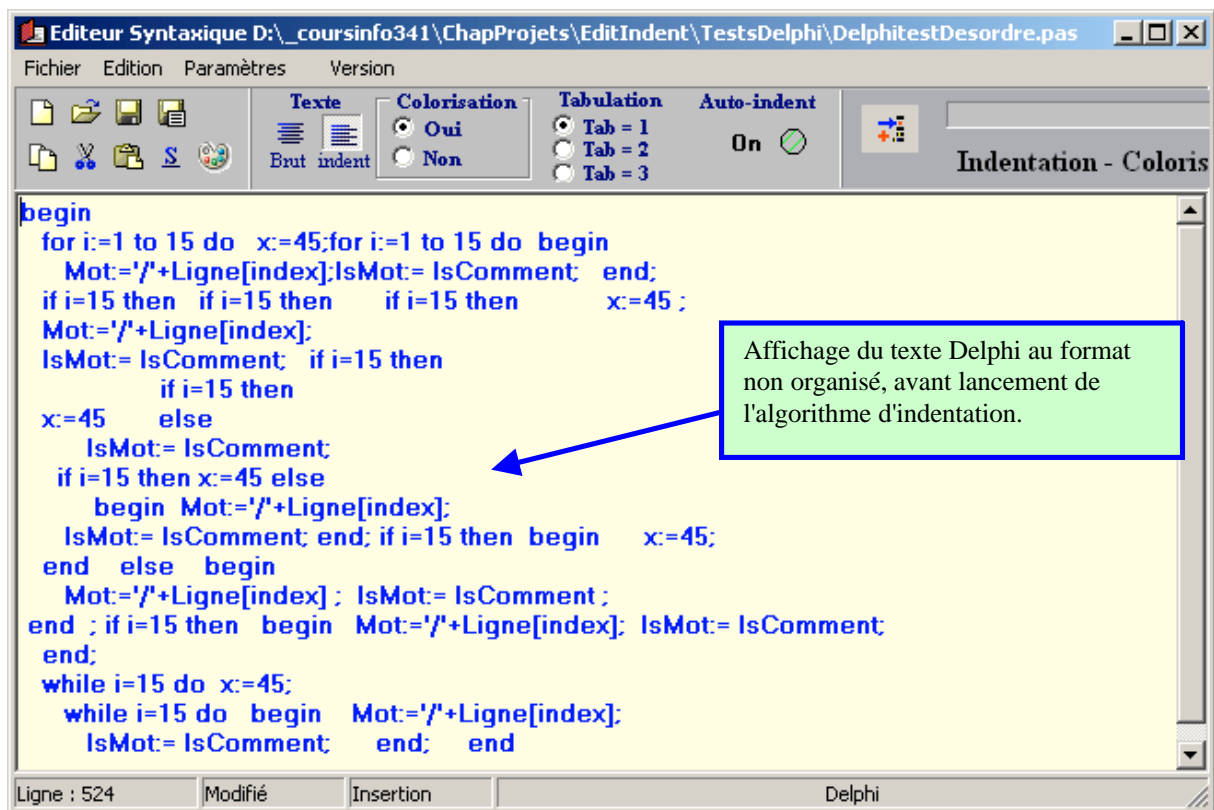 Editeur Syntaxique D:\_coursinfo341\ChapProjets\EditIndent\TestsDelphi\DelphitestDesordre.pas
Fichier Edition Paramètres Version
Texte Colorisation Tabulation Auto-indent
Oui Tab = 1 On
Brut indent Non Tab = 2
Tab = 3
Indentation - Coloris
begin
for i:=1 to 15 do x:=45;for i:=1 to 15 do begin
Mot:='/'+Ligne[index];IsMot:= IsComment; end;
if i=15 then if i=15 then if i=15 then x:=45 ;
Mot:='/'+Ligne[index];
IsMot:= IsComment; if i=15 then
if i=15 then
x:=45 else
IsMot:= IsComment;
if i=15 then x:=45 else
begin Mot:='/'+Ligne[index];
IsMot:= IsComment; end; if i=15 then begin x:=45;
end else begin
Mot:='/'+Ligne[index] ; IsMot:= IsComment ;
end ; if i=15 then begin Mot:='/'+Ligne[index]; IsMot:= IsComment;
end;
while i=15 do x:=45;
while i=15 do begin Mot:='/'+Ligne[index];
IsMot:= IsComment; end; end
Affichage du texte Delphi au format
non organisé, avant lancement de
l'algorithme d'indentation.
Ligne : 524 Modifié Insertion Delphi